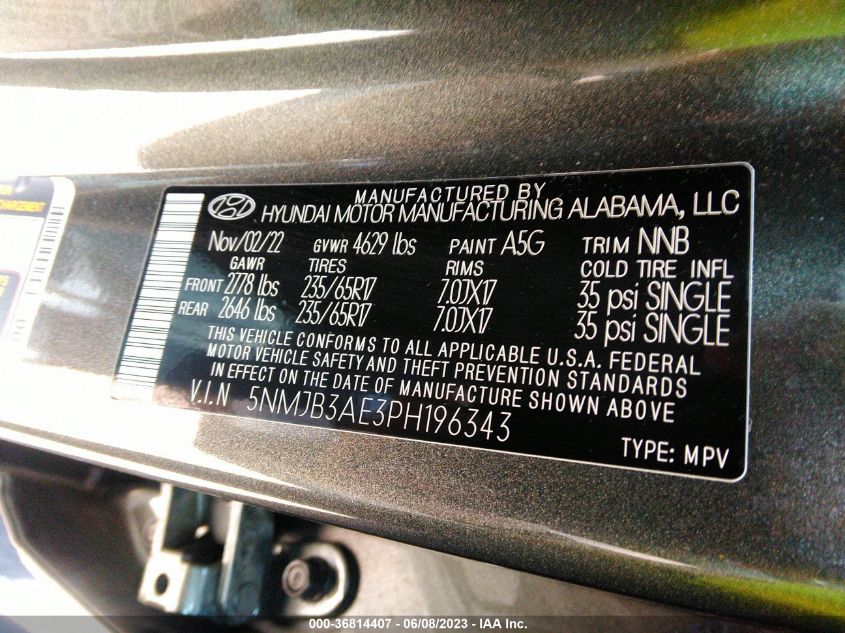 MANUFACTURED BY
HYUNDAI MOTOR MANUFACTURING ALABAMA, LLC
Nov/02/22 GVWR 4629 lbs PAINT A5G TRIM NNB
GAWR TIRES RIMS COLD TIRE INFL
FRONT 2778 lbs 235/65R17 7.0JX17 35 psi SINGLE
REAR 2646 lbs 235/65R17 7.0JX17 35 psi SINGLE
THIS VEHICLE CONFORMS TO ALL APPLICABLE U.S.A. FEDERAL
MOTOR VEHICLE SAFETY AND THEFT PREVENTION STANDARDS
IN EFFECT ON THE DATE OF MANUFACTURE SHOWN ABOVE.
V.I.N 5NMJB3AE3PH196343
TYPE: MPV
000-36814407 - 06/08/2023 - IAA Inc.